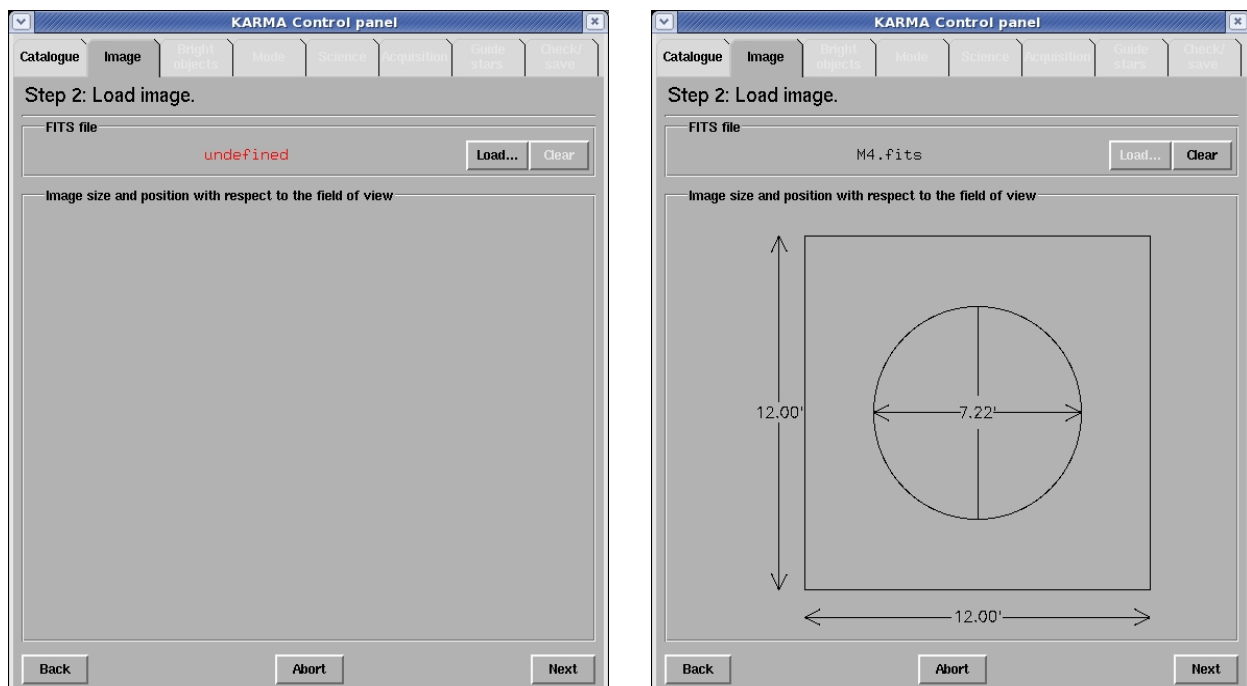 KARMA Control panel
Catalogue Image Bright objects Mode Science Acquisition Guide stars Check/ save
Step 2: Load image.
FITS file
undefined Load... Clear
Image size and position with respect to the field of view
Back Abort Next
KARMA Control panel
Catalogue Image Bright objects Mode Science Acquisition Guide stars Check/ save
Step 2: Load image.
FITS file
M4.fits Load... Clear
Image size and position with respect to the field of view
12.00' 7.22'
12.00'
Back Abort Next